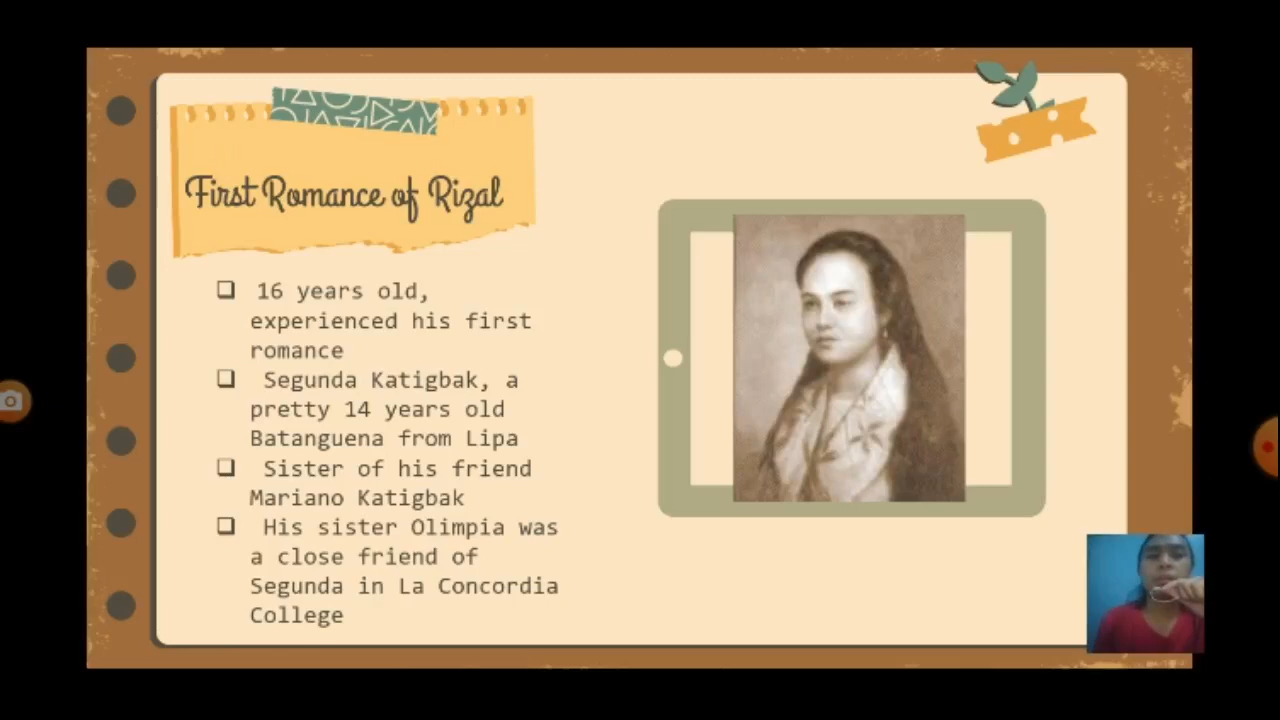 First Romance of Rizal
❑ 16 years old,
experienced his first
romance
❑ Segunda Katigbak, a
pretty 14 years old
Batanguena from Lipa
❑ Sister of his friend
Mariano Katigbak
❑ His sister Olimpia was
a close friend of
Segunda in La Concordia
College